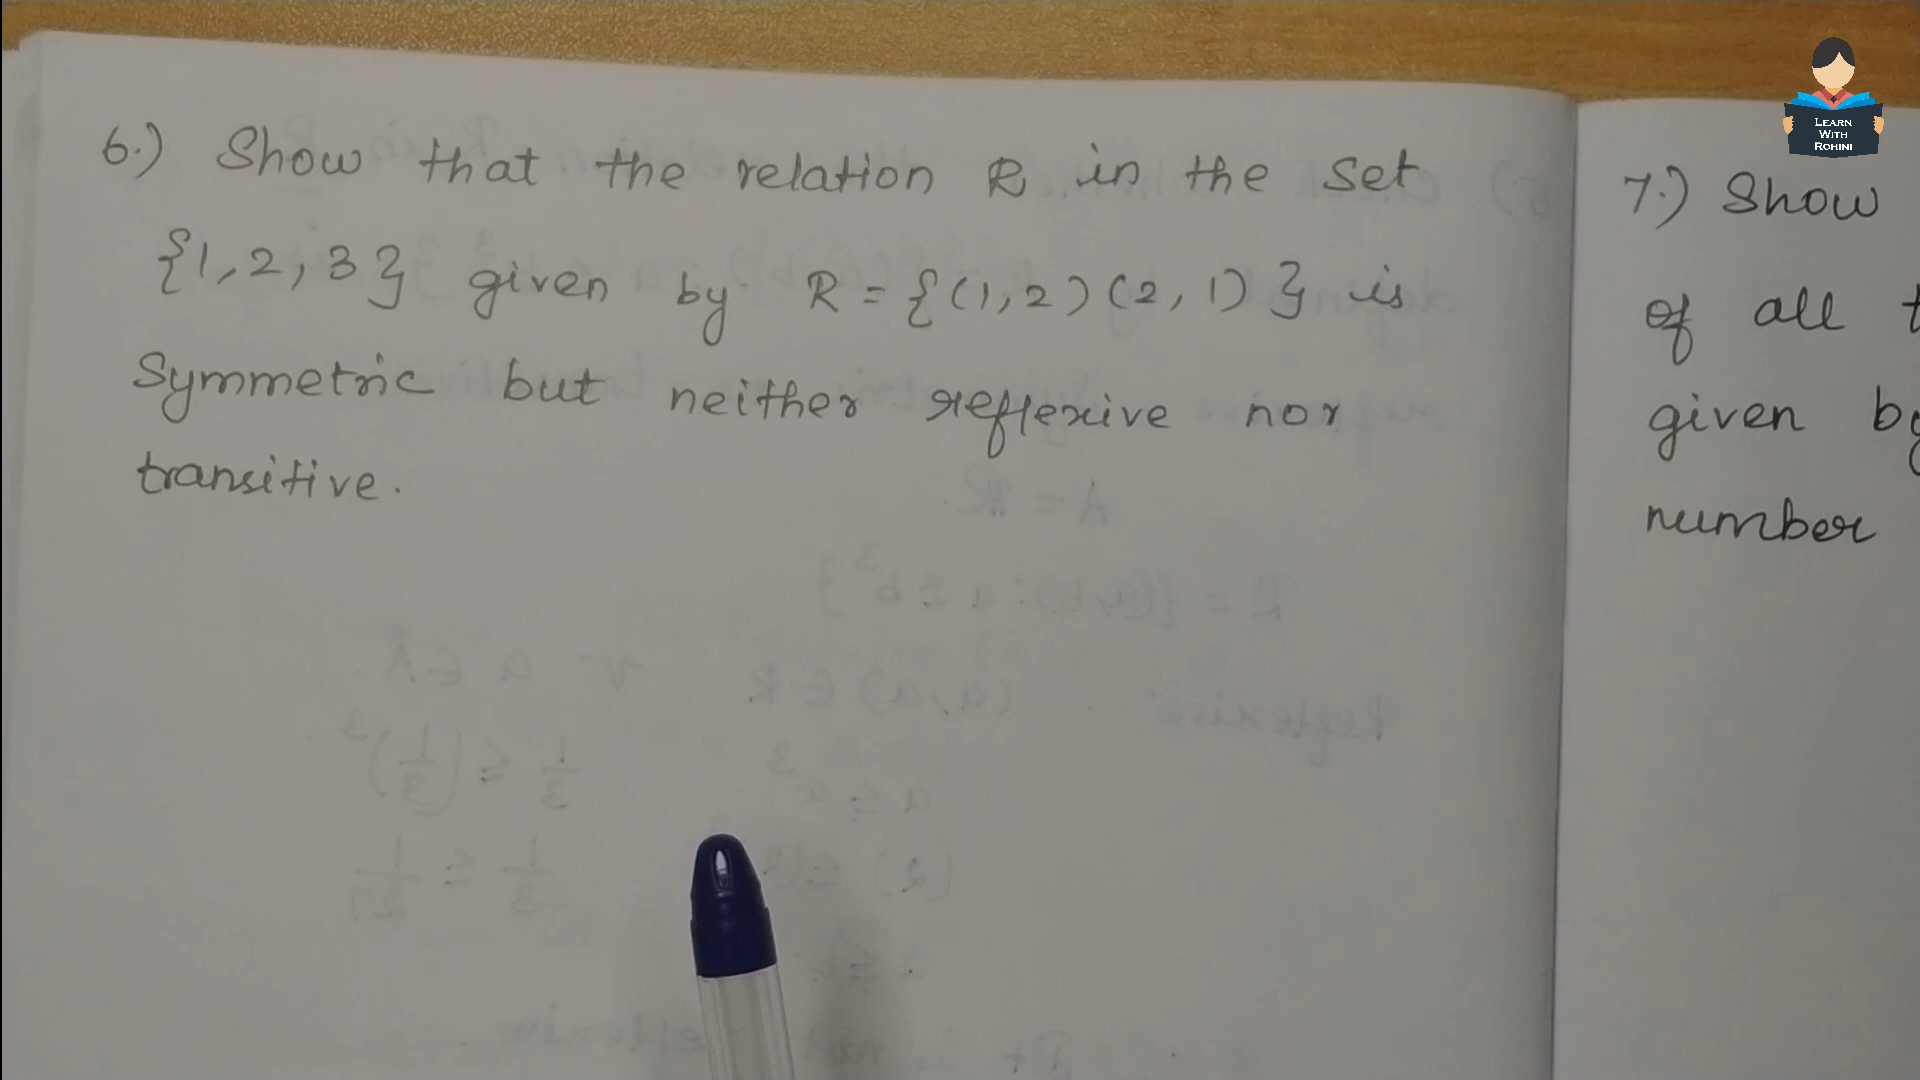 6.) Show that the relation R in the set
{1,2,3} given by. R = {(1,2)(2,1)} is
Symmetric but neither reflexive nor
transitive.
7.) Show
of all t
given by
number
LEARN
WITH
ROHINI